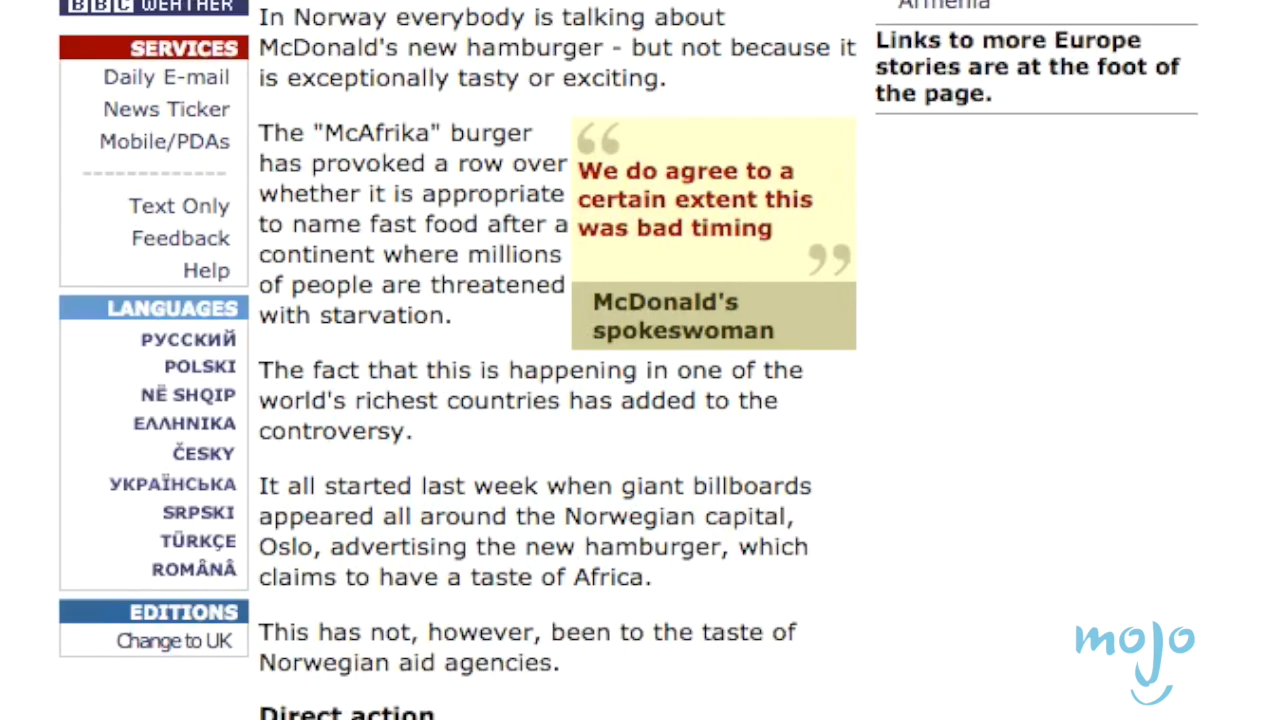 BBC WEATHER
SERVICES
Daily E-mail
News Ticker
Mobile/PDAs
Text Only
Feedback
Help
LANGUAGES
РУССКИЙ
POLSKI
NË SHQIP
ΕΛΛΗΝΙΚΑ
ČESKY
УКРАЇНСЬКА
SRPSKI
TÜRKÇE
ROMÂNÂ
EDITIONS
Change to UK
In Norway everybody is talking about
McDonald's new hamburger - but not because it
is exceptionally tasty or exciting.
The "McAfrika" burger
has provoked a row over
whether it is appropriate
to name fast food after a
continent where millions
of people are threatened
with starvation.
“
We do agree to a
certain extent this
was bad timing
”
McDonald's
spokeswoman
The fact that this is happening in one of the
world's richest countries has added to the
controversy.
It all started last week when giant billboards
appeared all around the Norwegian capital,
Oslo, advertising the new hamburger, which
claims to have a taste of Africa.
This has not, however, been to the taste of
Norwegian aid agencies.
Direct action
Armenia
Links to more Europe
stories are at the foot of
the page.
mojo